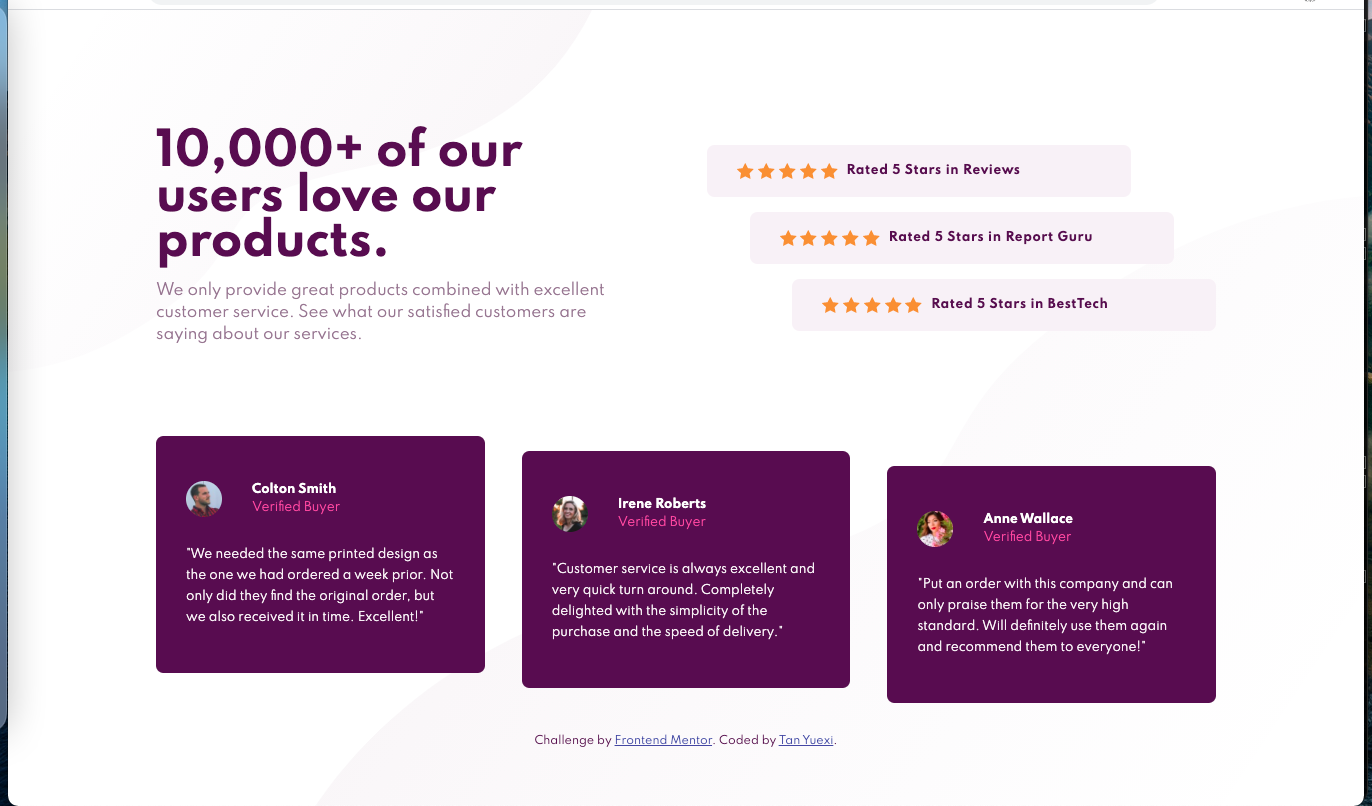 10,000+ of our
users love our
products.
We only provide great products combined with excellent
customer service. See what our satisfied customers are
saying about our services.
Rated 5 Stars in Reviews
Rated 5 Stars in Report Guru
Rated 5 Stars in BestTech
Colton Smith
Verified Buyer
"We needed the same printed design as
the one we had ordered a week prior. Not
only did they find the original order, but
we also received it in time. Excellent!"
Irene Roberts
Verified Buyer
"Customer service is always excellent and
very quick turn around. Completely
delighted with the simplicity of the
purchase and the speed of delivery."
Anne Wallace
Verified Buyer
"Put an order with this company and can
only praise them for the very high
standard. Will definitely use them again
and recommend them to everyone!"
Challenge by Frontend Mentor. Coded by Tan Yuexi.